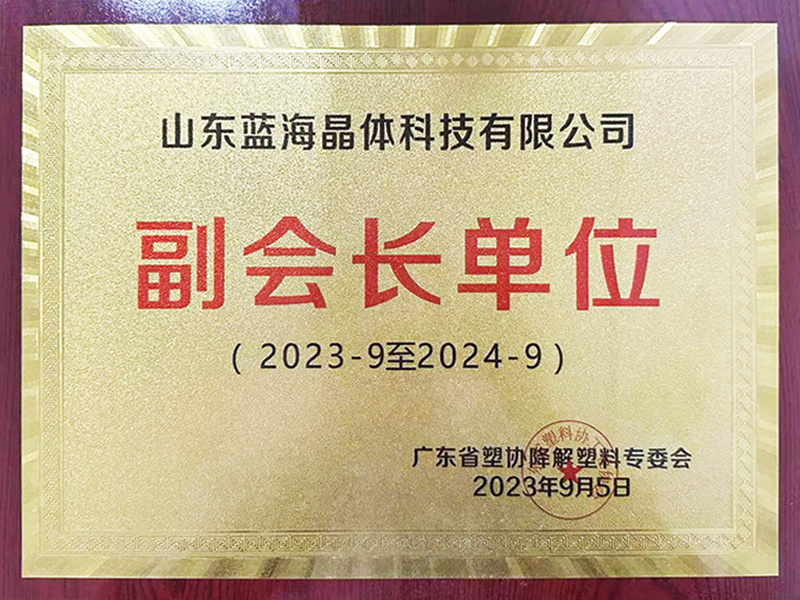 山东蓝海晶体科技有限公司
副会长单位
(2023-9至2024-9)
广东省塑协降解塑料专委会
2023年9月5日